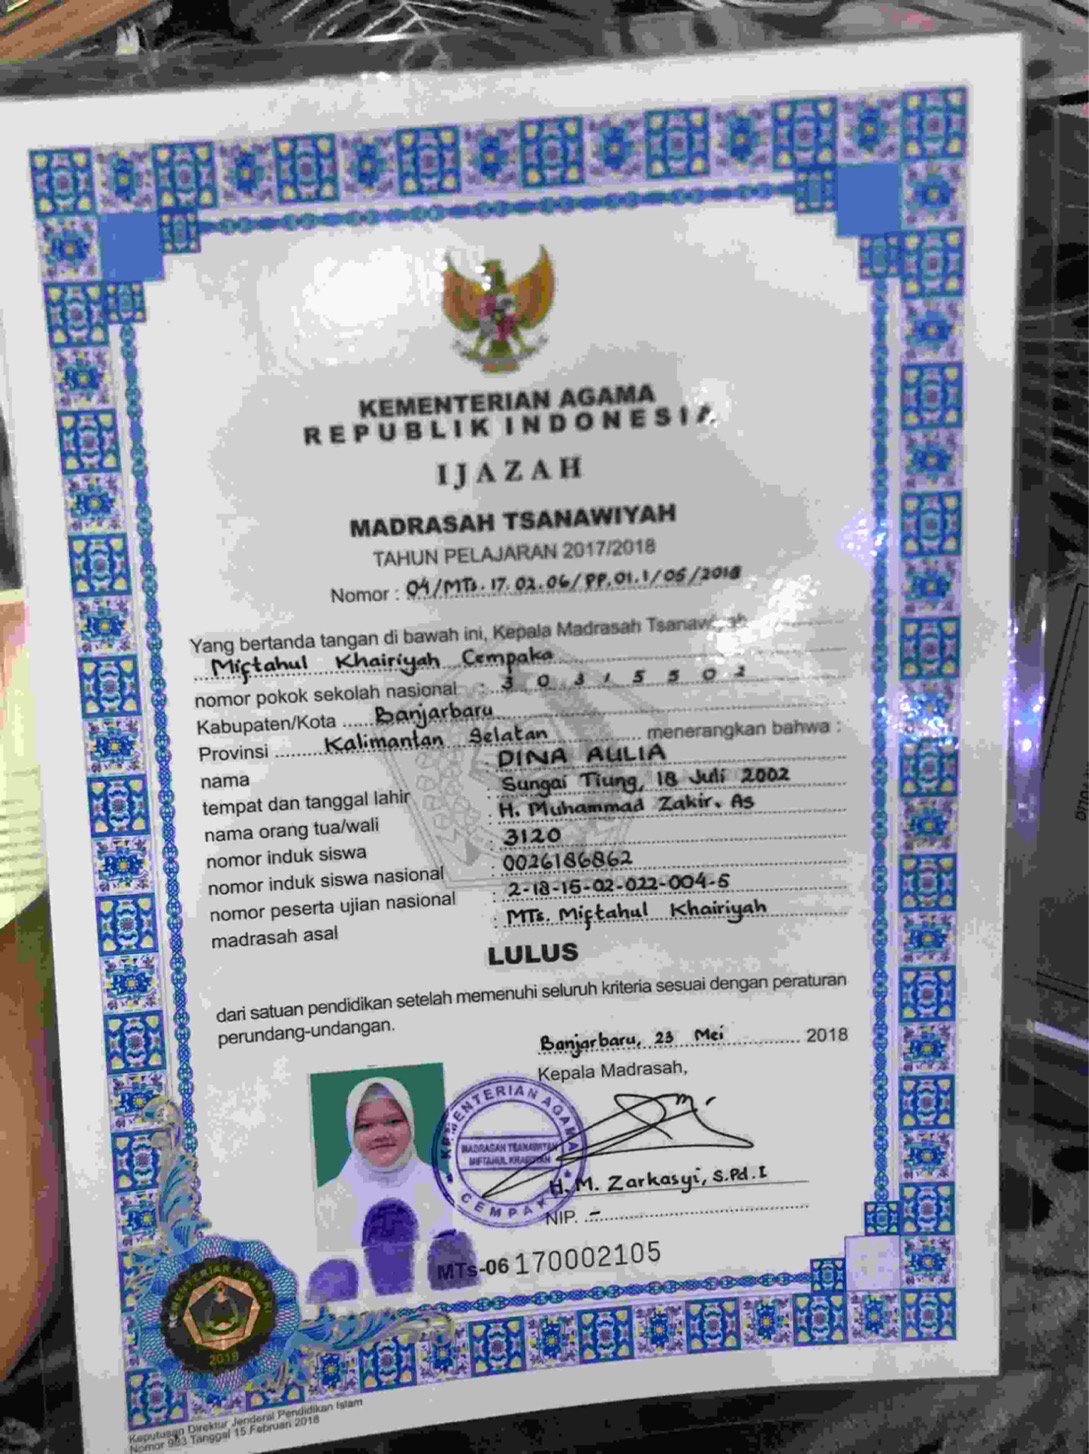 KEMENTERIAN AGAMA
REPUBLIK INDONESIA
IJAZAH
MADRASAH TSANAWIYAH
TAHUN PELAJARAN 2017/2018
Nomor : 04/MTs.17.02.06/PP.01.1/05/2018
Yang bertanda tangan di bawah ini, Kepala Madrasah Tsanawiyah
Miftahul Khairiyah Cempaka
nomor pokok sekolah nasional : 3 0 3 1 5 5 0 2
Kabupaten/Kota Banjarbaru
Provinsi Kalimantan Selatan menerangkan bahwa :
nama : DINA AULIA
tempat dan tanggal lahir : Sungai Tiung, 18 Juli 2002
nama orang tua/wali : H. Muhammad Zakir. As
nomor induk siswa : 3120
nomor induk siswa nasional : 0026186862
nomor peserta ujian nasional : 2-18-15-02-022-004-5
madrasah asal : MTs. Miftahul Khairiyah
LULUS
dari satuan pendidikan setelah memenuhi seluruh kriteria sesuai dengan peraturan
perundang-undangan.
Banjarbaru, 23 Mei 2018
Kepala Madrasah,
KEMENTERIAN AGAMA
MADRASAH TSANAWIYAH
MIFTAHUL KHAIRIYAH
CEMPAKA
H. M. Zarkasyi, S.Pd.I
NIP. -
MTs-06 170002105
KEMENTERIAN AGAMA RI
2018
Keputusan Direktur Jenderal Pendidikan Islam
Nomor 983 Tanggal 15 Februari 2018